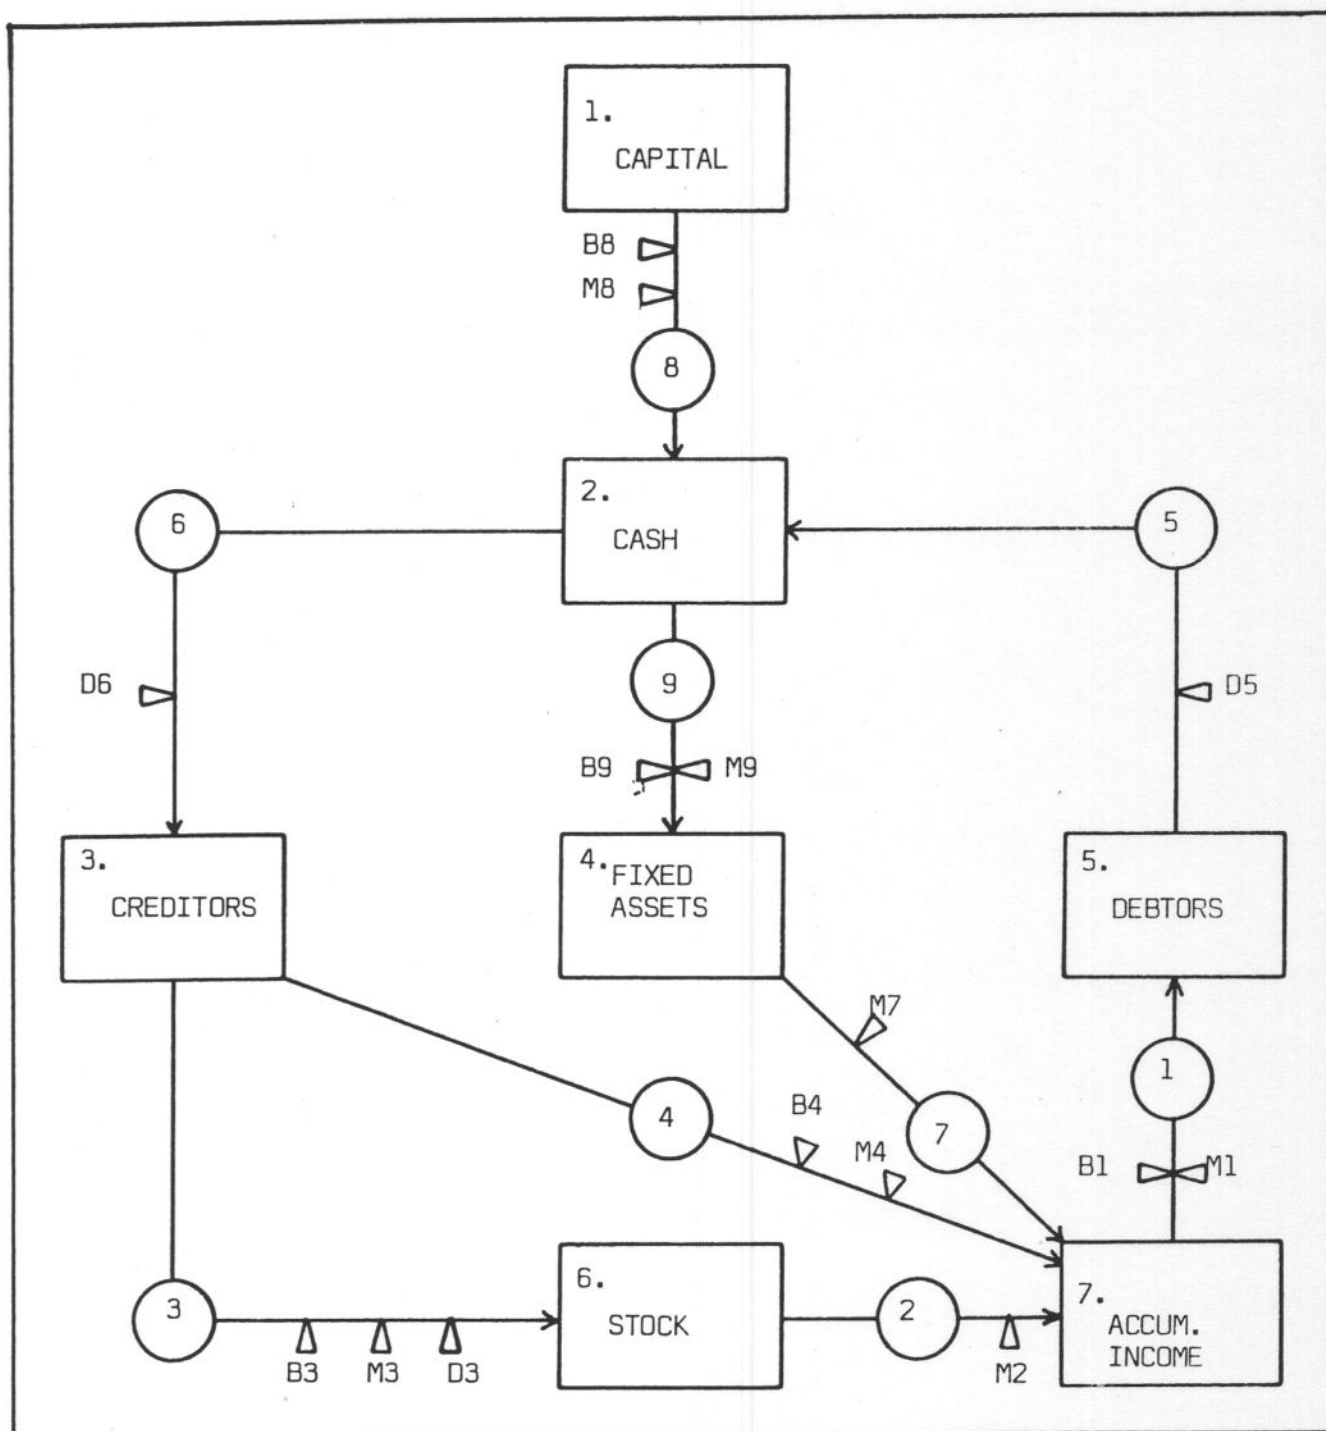 1.
CAPITAL
B8
M8
8
2.
CASH
6
5
9
D6
D5
B9
M9
3.
CREDITORS
4.
FIXED
ASSETS
5.
DEBTORS
M7
1
4
B4
7
M4
B1
M1
3
B3
M3
D3
6.
STOCK
2
M2
7.
ACCUM.
INCOME